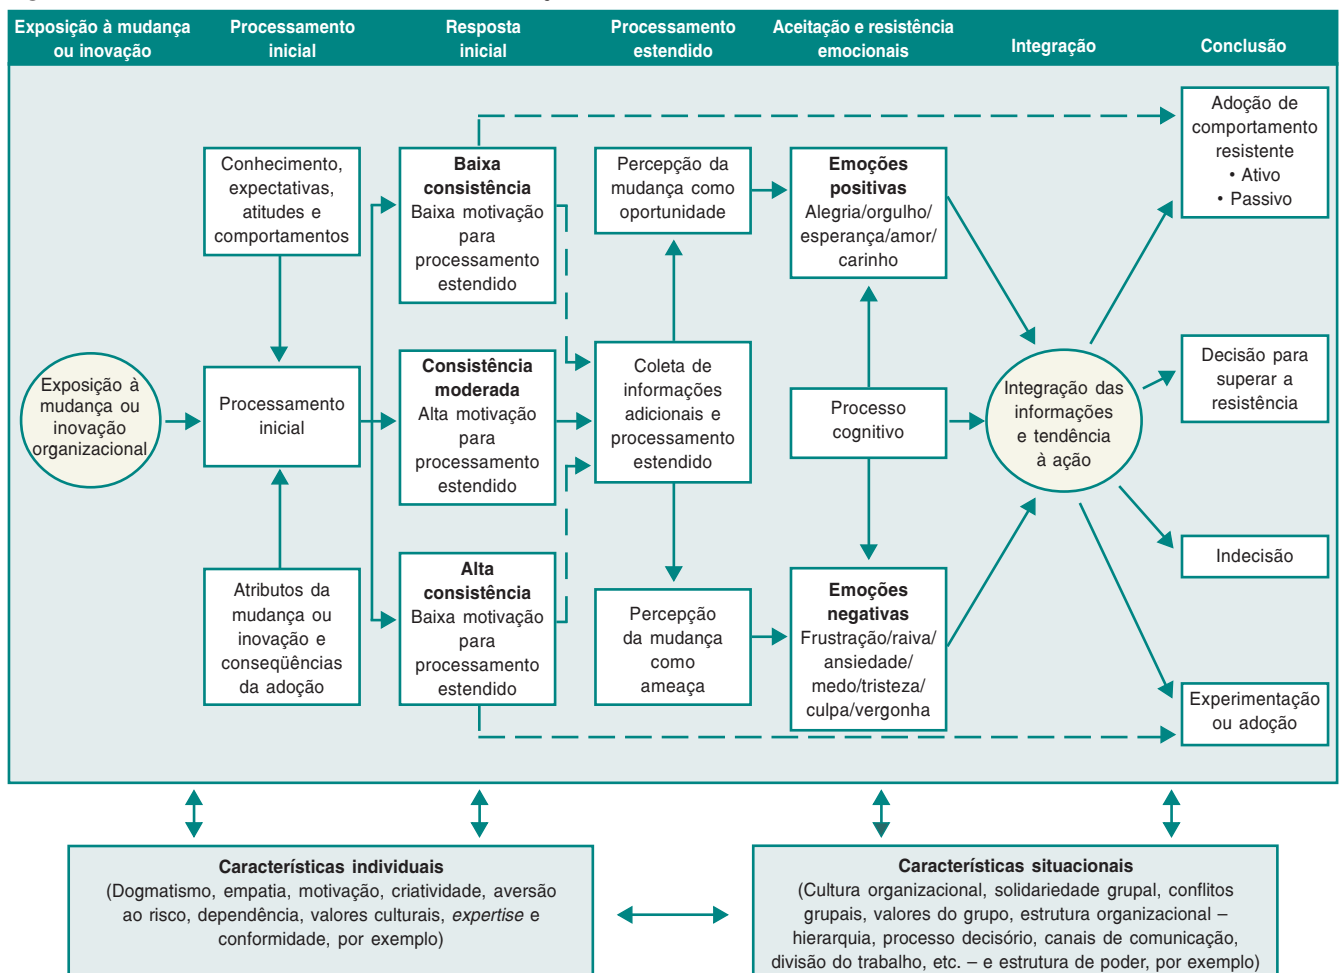 Exposição à mudança
ou inovação
Processamento
inicial
Resposta
inicial
Processamento
estendido
Aceitação e resistência
emocionais
Integração
Conclusão
Exposição à
mudança ou
inovação
organizacional
Conhecimento,
expectativas,
atitudes e
comportamentos
Processamento
inicial
Atributos da
mudança ou
inovação e
conseqüências
da adoção
Baixa
consistência
Baixa motivação
para
processamento
estendido
Consistência
moderada
Alta motivação
para
processamento
estendido
Alta
consistência
Baixa motivação
para
processamento
estendido
Percepção da
mudança como
oportunidade
Coleta de
informações
adicionais e
processamento
estendido
Percepção
da mudança
como
ameaça
Emoções
positivas
Alegria/orgulho/
esperança/amor/
carinho
Processo
cognitivo
Emoções
negativas
Frustração/raiva/
ansiedade/
medo/tristeza/
culpa/vergonha
Integração das
informações
e tendência
à ação
Adoção de
comportamento
resistente
• Ativo
• Passivo
Decisão para
superar a
resistência
Indecisão
Experimentação
ou adoção
Características individuais
(Dogmatismo, empatia, motivação, criatividade, aversão
ao risco, dependência, valores culturais, expertise e
conformidade, por exemplo)
Características situacionais
(Cultura organizacional, solidariedade grupal, conflitos
grupais, valores do grupo, estrutura organizacional –
hierarquia, processo decisório, canais de comunicação,
divisão do trabalho, etc. – e estrutura de poder, por exemplo)